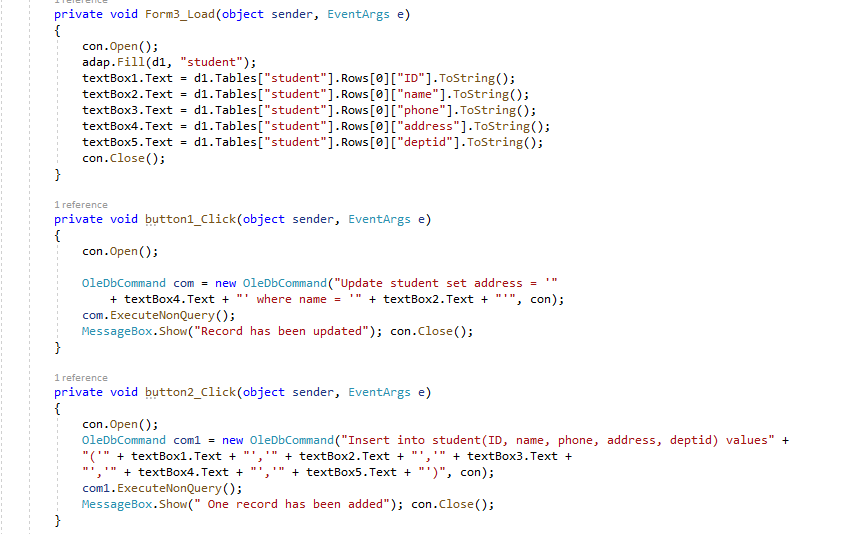 1 reference
private void Form3_Load(object sender, EventArgs e)
{
con.Open();
adap.Fill(d1, "student");
textBox1.Text = d1.Tables["student"].Rows[0]["ID"].ToString();
textBox2.Text = d1.Tables["student"].Rows[0]["name"].ToString();
textBox3.Text = d1.Tables["student"].Rows[0]["phone"].ToString();
textBox4.Text = d1.Tables["student"].Rows[0]["address"].ToString();
textBox5.Text = d1.Tables["student"].Rows[0]["deptid"].ToString();
con.Close();
}
1 reference
private void button1_Click(object sender, EventArgs e)
{
con.Open();
OleDbCommand com = new OleDbCommand("Update student set address = '"
+ textBox4.Text + "' where name = '" + textBox2.Text + "'", con);
com.ExecuteNonQuery();
MessageBox.Show("Record has been updated"); con.Close();
}
1 reference
private void button2_Click(object sender, EventArgs e)
{
con.Open();
OleDbCommand com1 = new OleDbCommand("Insert into student(ID, name, phone, address, deptid) values" +
"('" + textBox1.Text + "','" + textBox2.Text + "','" + textBox3.Text +
"','" + textBox4.Text + "','" + textBox5.Text + "')", con);
com1.ExecuteNonQuery();
MessageBox.Show(" One record has been added"); con.Close();
}